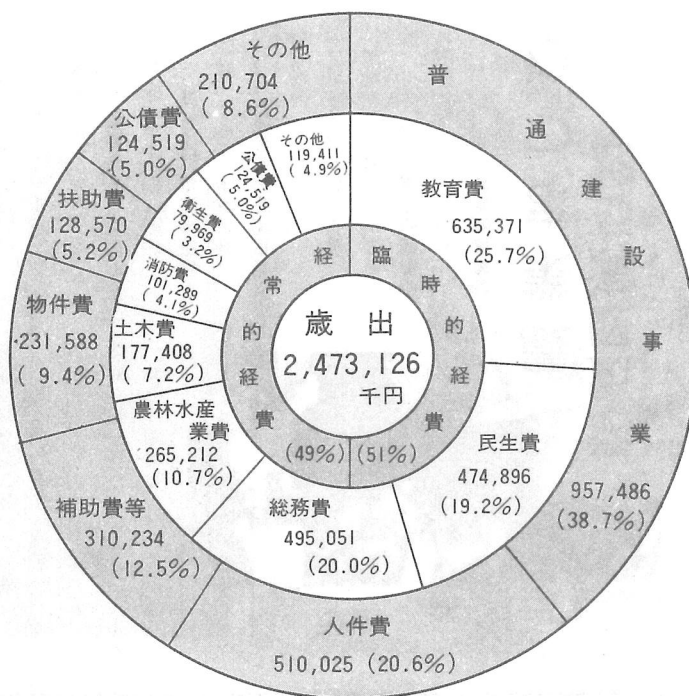 歳出
2,473,126
千円
臨時的経費
(51%)
経常的経費
(49%)
教育費
635,371
(25.7%)
民生費
474,896
(19.2%)
総務費
495,051
(20.0%)
農林水産
業費
265,212
(10.7%)
土木費
177,408
(7.2%)
消防費
101,289
(4.1%)
衛生費
79,969
(3.2%)
公債費
124,519
(5.0%)
その他
119,411
(4.9%)
普通建設事業
957,486
(38.7%)
人件費
510,025 (20.6%)
補助費等
310,234
(12.5%)
物件費
231,588
(9.4%)
扶助費
128,570
(5.2%)
公債費
124,519
(5.0%)
その他
210,704
(8.6%)